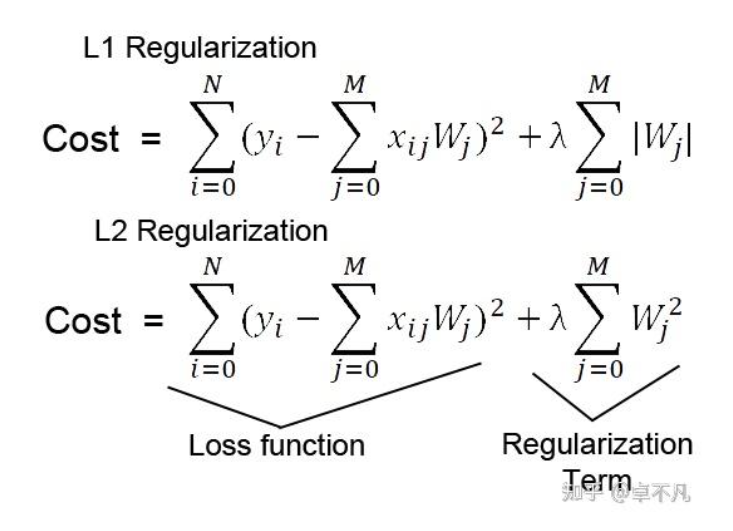 L1 Regularization
Cost = \sum_{i=0}^{N} (y_i - \sum_{j=0}^{M} x_{ij} W_j)^2 + λ \sum_{j=0}^{M} |W_j|
L2 Regularization
Cost = \sum_{i=0}^{N} (y_i - \sum_{j=0}^{M} x_{ij} W_j)^2 + λ \sum_{j=0}^{M} W_j^2
Loss function
Regularization
Term
知乎 @卓不凡